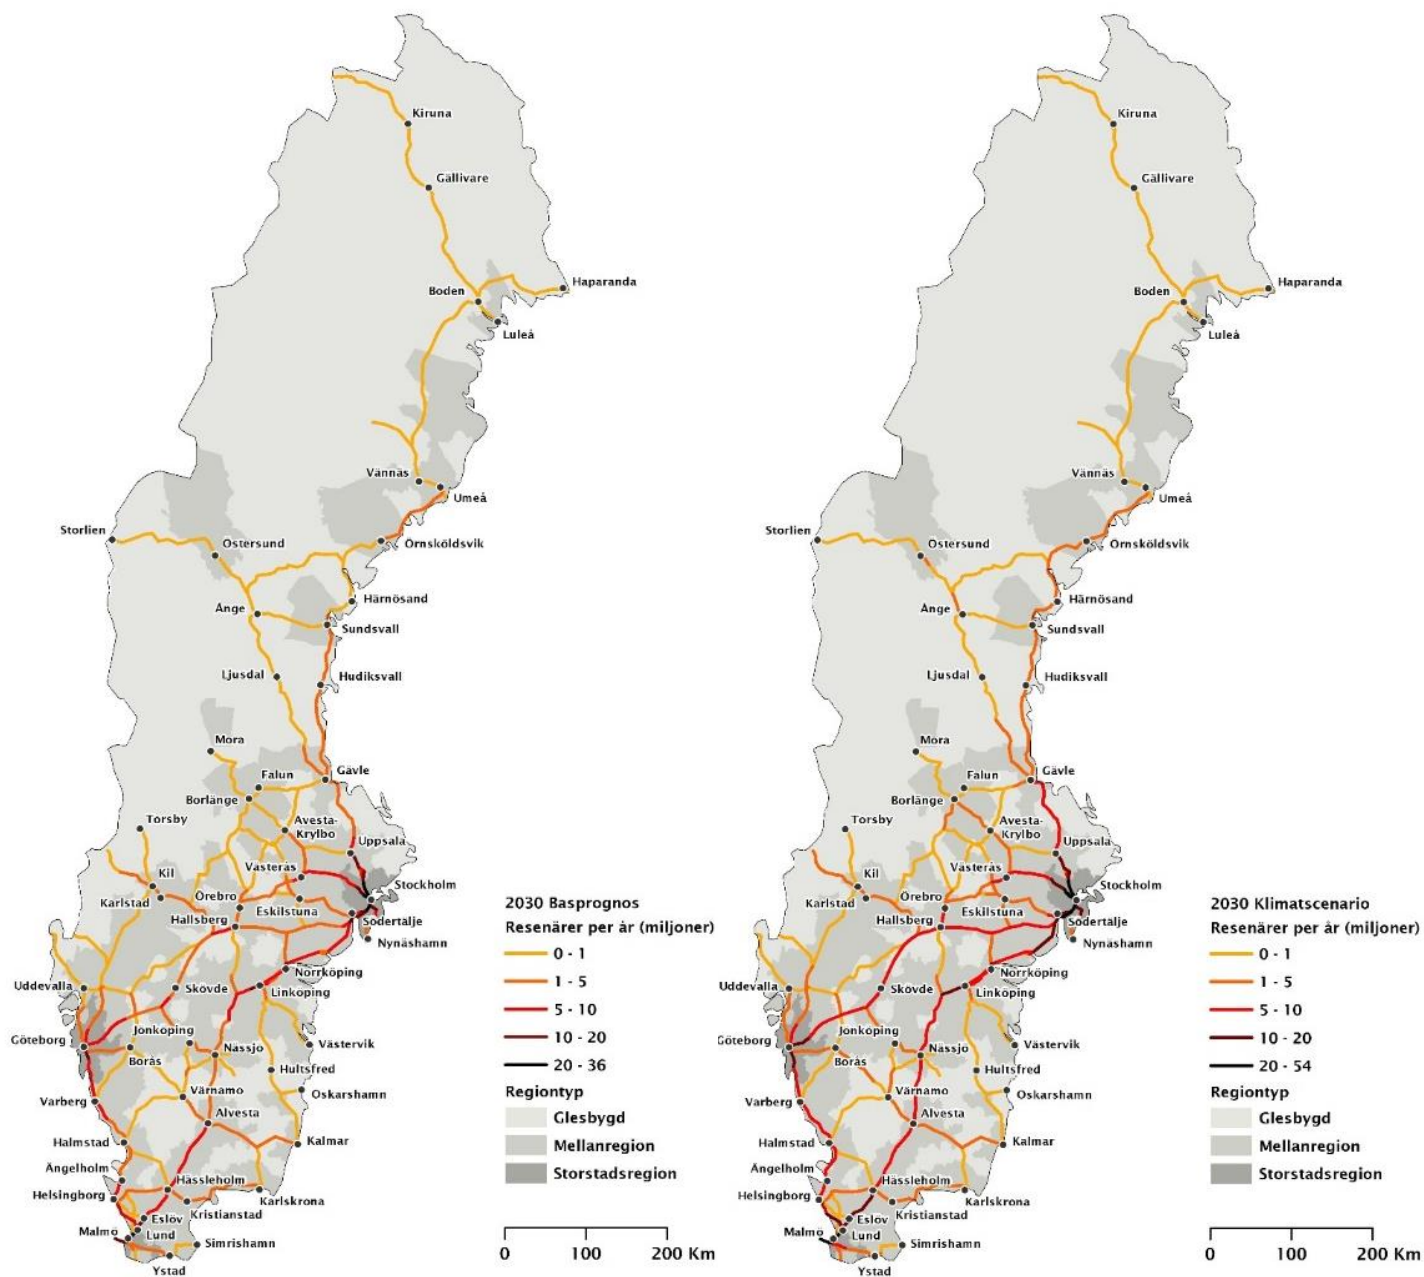 Kiruna
Gällivare
Haparanda
Boden
Luleå
Vännäs
Umeå
Storlien
Östersund
Örnsköldsvik
Härnösand
Ånge
Sundsvall
Ljusdal
Hudiksvall
Mora
Gävle
Falun
Borlänge
Torsby
Avesta-
Krylbo
Uppsala
Västerås
Kil
Stockholm
Örebro
Karlstad
Eskilstuna
Hallsberg
Södertälje
Nynäshamn
Norrköping
Uddevalla
Skövde
Linköping
Jönköping
Göteborg
Västervik
Borås
Nässjö
Hultsfred
Värnamo
Oskarshamn
Varberg
Alvesta
Halmstad
Kalmar
Ängelholm
Hässleholm
Helsingborg
Karlskrona
Kristianstad
Eslöv
Malmö
Lund
Simrishamn
Ystad
2030 Basprognos
Resenärer per år (miljoner)
0 - 1
1 - 5
5 - 10
10 - 20
20 - 36
Regiontyp
Glesbygd
Mellanregion
Storstadsregion
0 100 200 Km
Kiruna
Gällivare
Haparanda
Boden
Luleå
Vännäs
Umeå
Storlien
Östersund
Örnsköldsvik
Härnösand
Ånge
Sundsvall
Ljusdal
Hudiksvall
Mora
Gävle
Falun
Borlänge
Torsby
Avesta-
Krylbo
Uppsala
Västerås
Kil
Stockholm
Örebro
Karlstad
Eskilstuna
Hallsberg
Södertälje
Nynäshamn
Norrköping
Uddevalla
Skövde
Linköping
Jönköping
Göteborg
Västervik
Borås
Nässjö
Hultsfred
Värnamo
Oskarshamn
Varberg
Alvesta
Halmstad
Kalmar
Ängelholm
Hässleholm
Helsingborg
Karlskrona
Kristianstad
Eslöv
Malmö
Lund
Simrishamn
Ystad
2030 Klimatscenario
Resenärer per år (miljoner)
0 - 1
1 - 5
5 - 10
10 - 20
20 - 54
Regiontyp
Glesbygd
Mellanregion
Storstadsregion
0 100 200 Km